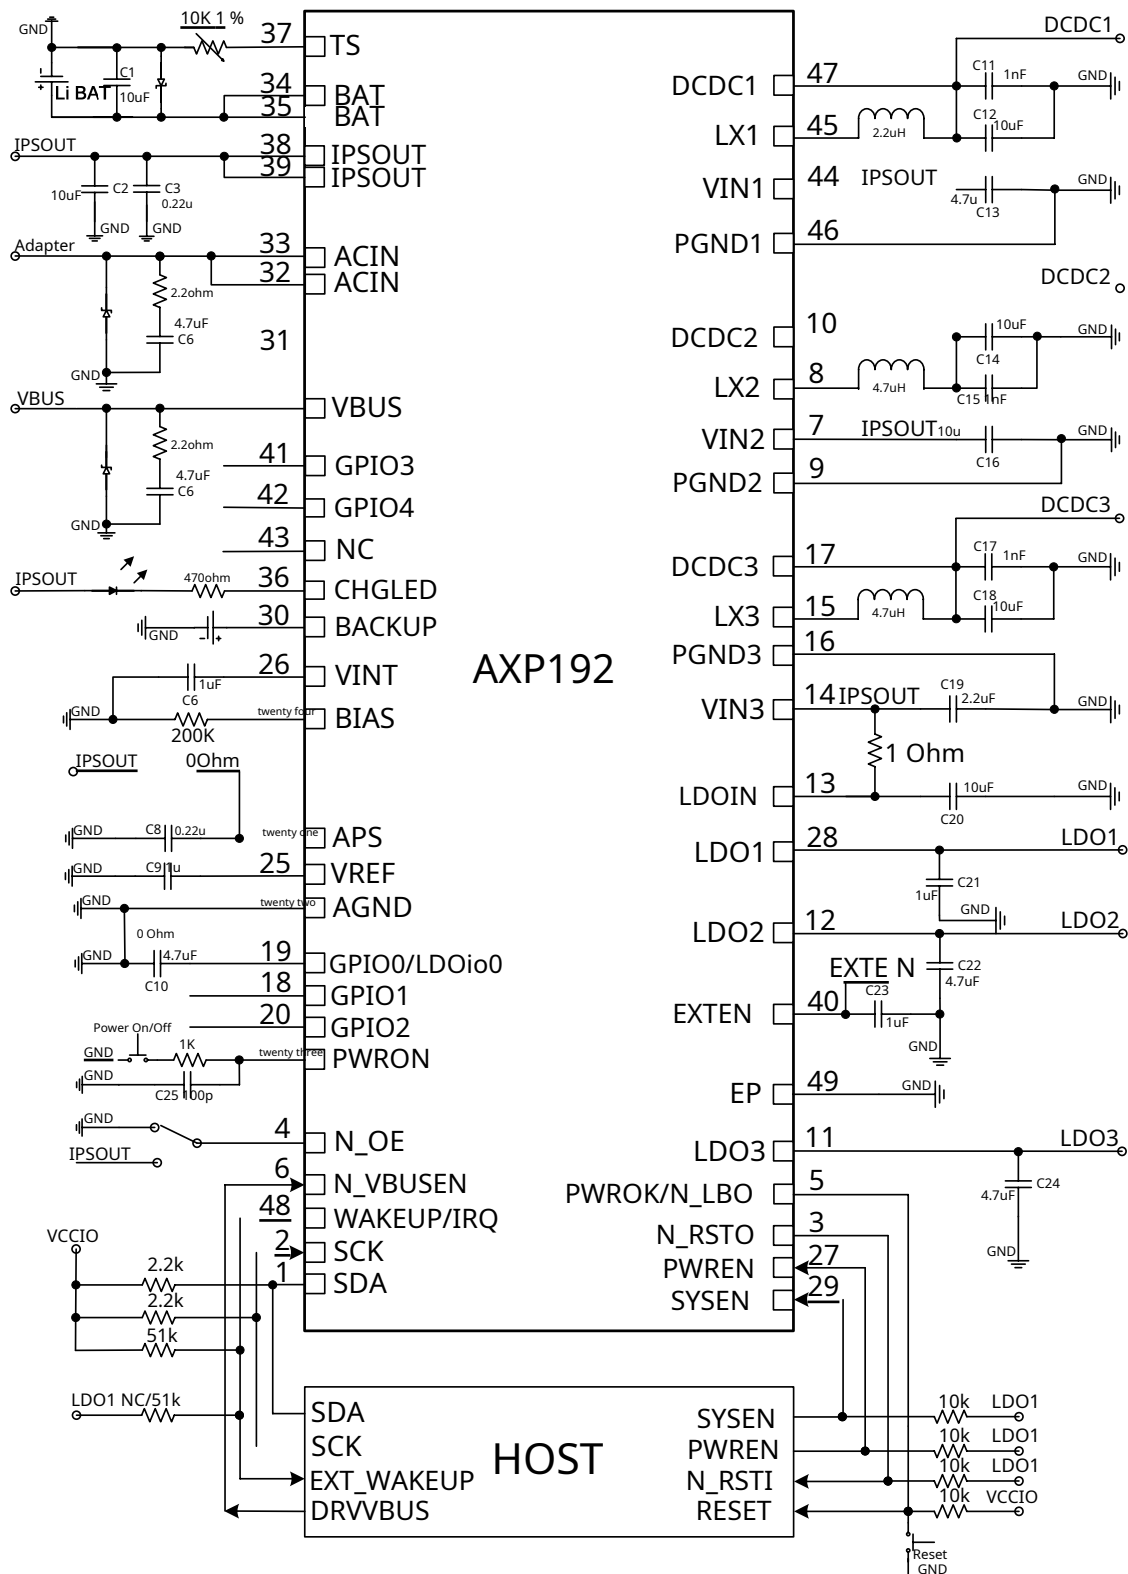 GND
10K 1 %
37
TS
C1
10uF
Li BAT
34
BAT
35
BAT
IPSOUT
38
IPSOUT
39
IPSOUT
10uF
C2
C3
0.22u
GND
GND
Adapter
33
ACIN
32
ACIN
2.2ohm
4.7uF
C6
31
GND
VBUS
VBUS
2.2ohm
41
GPIO3
4.7uF
C6
42
GPIO4
GND
43
NC
IPSOUT
470ohm
36
CHGLED
GND
30
BACKUP
26
VINT
1uF
C6
GND
twenty four
BIAS
200K
IPSOUT
0Ohm
GND
C8
0.22u
twenty one
APS
GND
C9 1u
25
VREF
GND
twenty two
AGND
0 Ohm
GND
4.7uF
C10
19
GPIO0/LDOio0
18
GPIO1
20
GPIO2
Power On/Off
GND
1K
twenty three
PWRON
GND
C25 100p
GND
4
N_OE
IPSOUT
6
N_VBUSEN
48
WAKEUP/IRQ
VCCIO
2
SCK
2.2k
1
SDA
2.2k
51k
LDO1 NC/51k
AXP192
DCDC1
47
DCDC1
C11
1nF
GND
C12
10uF
45
LX1
2.2uH
44
VIN1
IPSOUT
4.7u
C13
GND
46
PGND1
DCDC2
10
DCDC2
10uF
C14
GND
8
LX2
4.7uH
C15 1nF
7
VIN2
IPSOUT 10u
C16
GND
9
PGND2
DCDC3
17
DCDC3
C17
1nF
GND
C18
10uF
15
LX3
4.7uH
16
PGND3
14
VIN3
IPSOUT
C19
2.2uF
GND
1 Ohm
13
LDOIN
10uF
C20
GND
28
LDO1
LDO1
C21
1uF
GND
12
LDO2
LDO2
EXTE N
C22
4.7uF
40
EXTEN
C23
1uF
GND
49
EP
GND
11
LDO3
LDO3
C24
4.7uF
GND
5
PWROK/N_LBO
3
N_RSTO
27
PWREN
29
SYSEN
HOST
SDA
SCK
EXT_WAKEUP
DRVVBUS
SYSEN
10k
LDO1
PWREN
10k
LDO1
N_RSTI
10k
LDO1
RESET
10k
VCCIO
Reset
GND